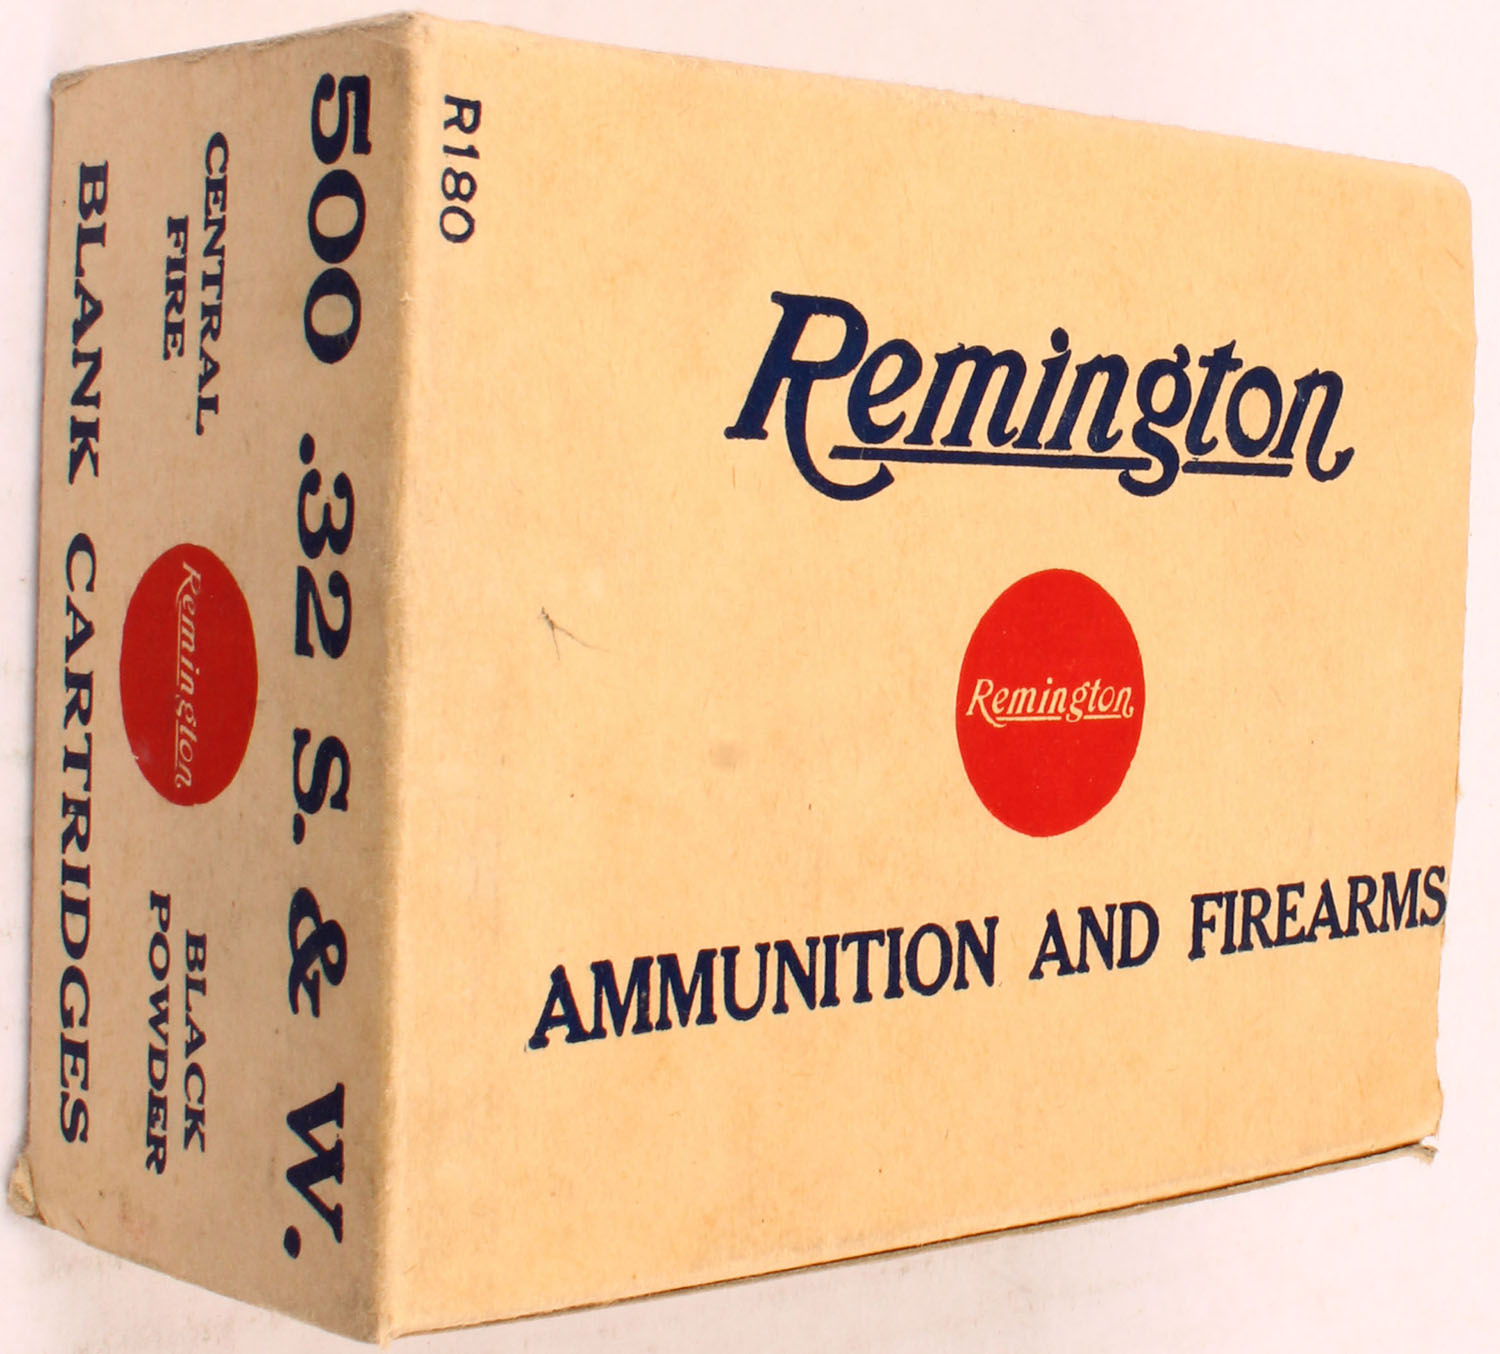 R180
Remington
Remington
AMMUNITION AND FIREARMS
500 .32 S. & W.
CENTRAL
FIRE
Remington
BLACK
POWDER
BLANK CARTRIDGES